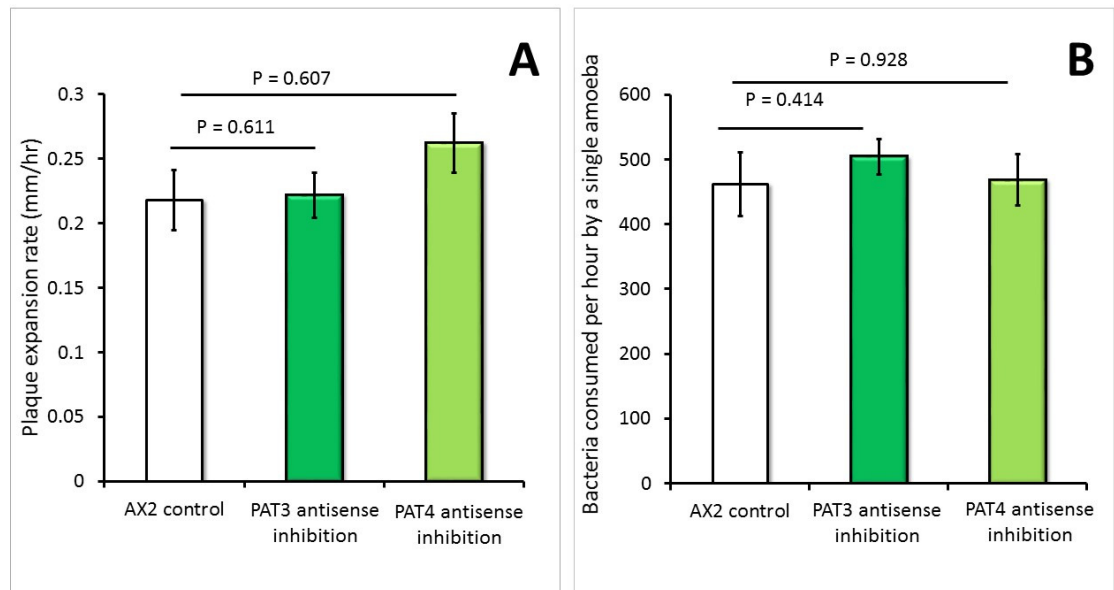 A
P = 0.607
P = 0.611
Plaque expansion rate (mm/hr)
0.3
0.25
0.2
0.15
0.1
0.05
0
AX2 control
PAT3 antisense
inhibition
PAT4 antisense
inhibition
B
P = 0.928
P = 0.414
Bacteria consumed per hour by a single amoeba
600
500
400
300
200
100
0
AX2 control
PAT3 antisense
inhibition
PAT4 antisense
inhibition